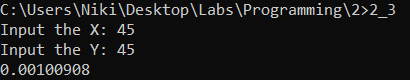 C:\Users\Niki\Desktop\Labs\Programming\2>2_3
Input the X: 45
Input the Y: 45
0.00100908